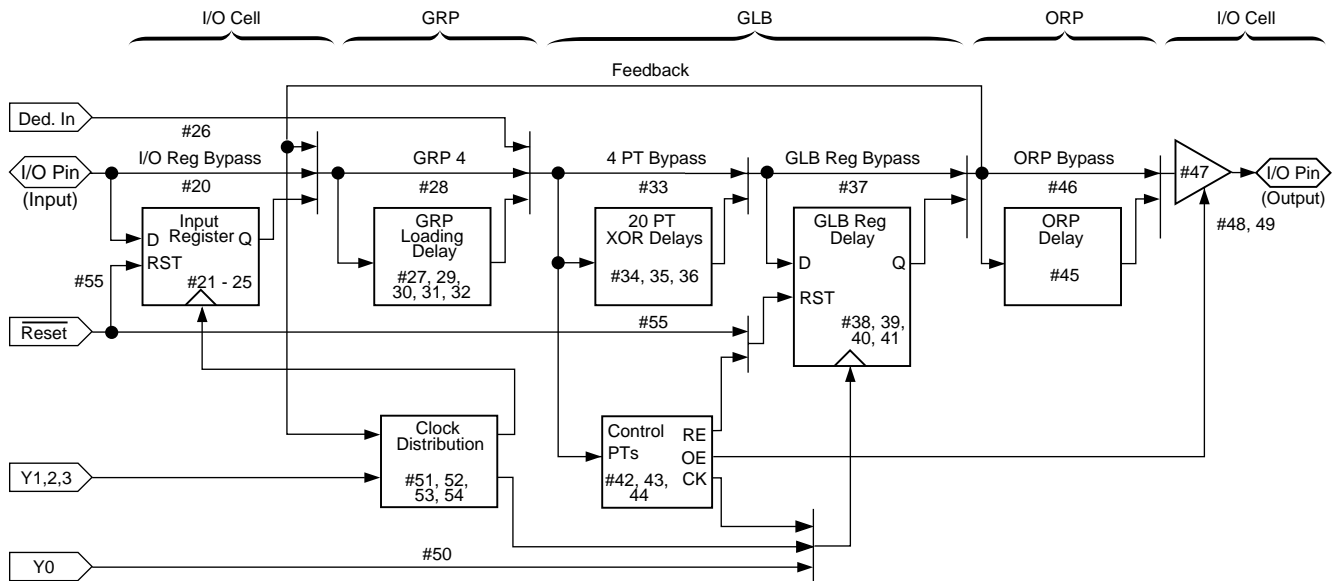 I/O Cell
GRP
GLB
ORP
I/O Cell
Feedback
Ded. In
#26
I/O Pin
(Input)
I/O Reg Bypass
#20
GRP 4
#28
4 PT Bypass
#33
GLB Reg Bypass
#37
ORP Bypass
#46
#47
I/O Pin
(Output)
#48, 49
Input
Register
D
Q
RST
#21 - 25
#55
GRP
Loading
Delay
#27, 29,
30, 31, 32
20 PT
XOR Delays
#34, 35, 36
GLB Reg
Delay
D
Q
RST
#38, 39,
40, 41
ORP
Delay
#45
Reset
#55
Clock
Distribution
#51, 52,
53, 54
Control
PTs
RE
OE
CK
#42, 43,
44
Y1,2,3
Y0
#50